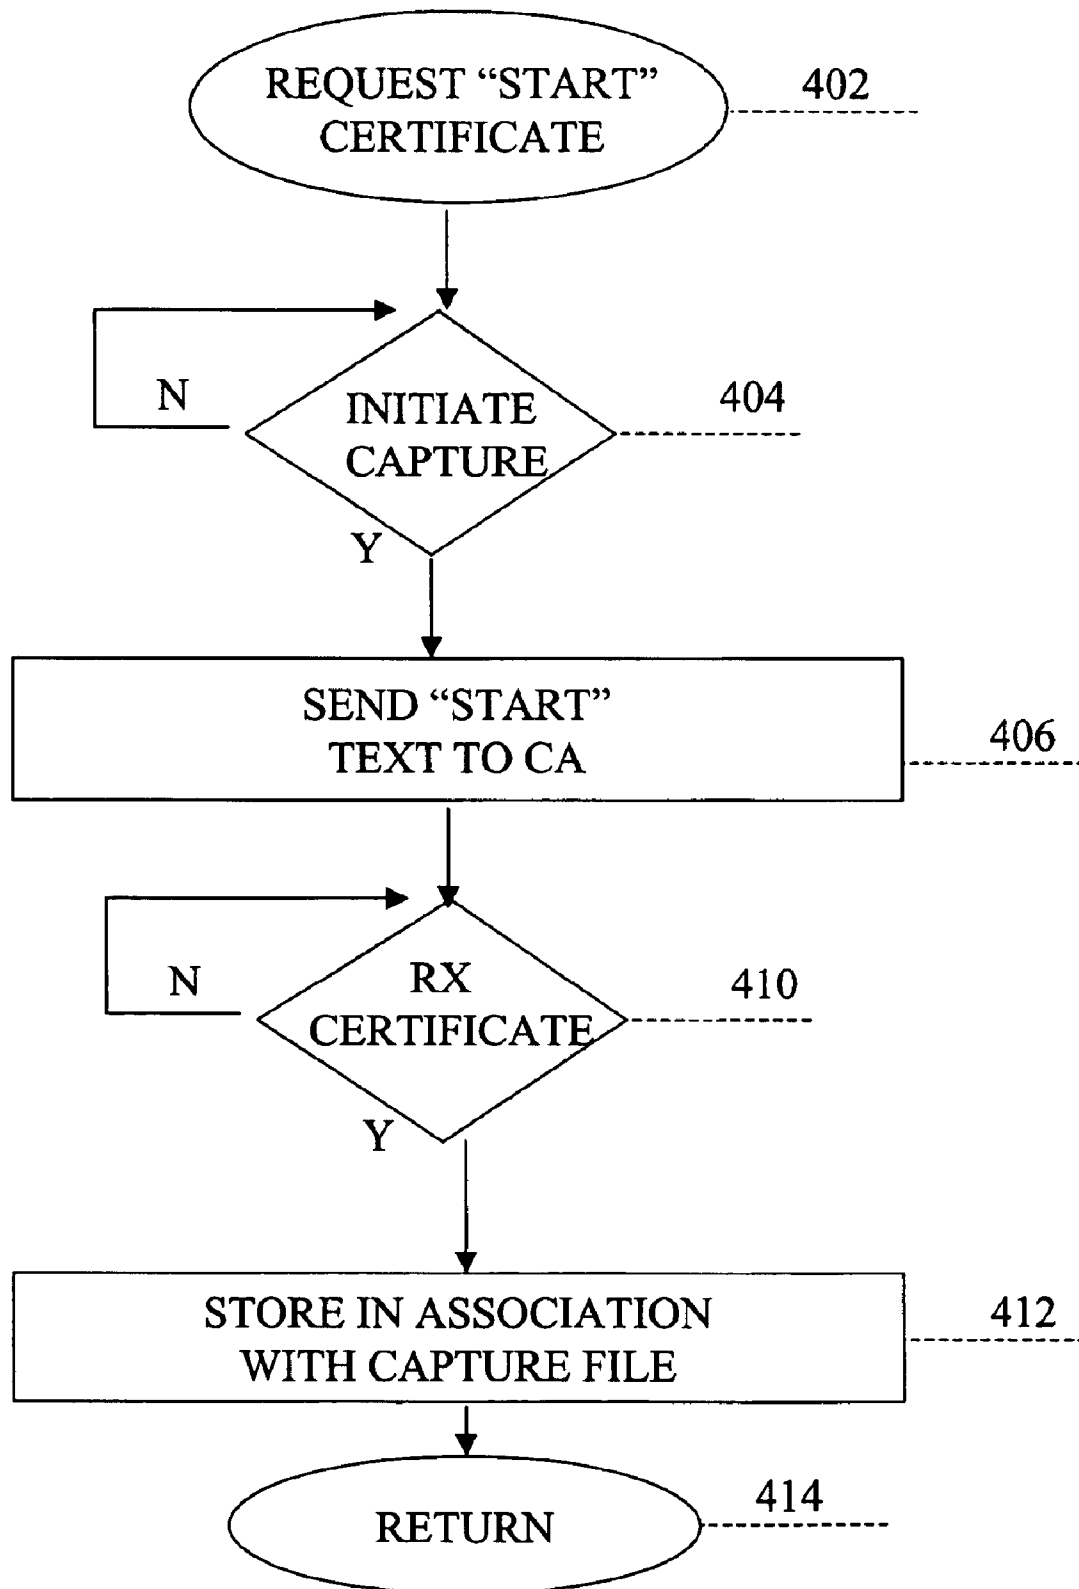 REQUEST “START”
CERTIFICATE
402
N
INITIATE
CAPTURE
404
Y
SEND “START”
TEXT TO CA
406
N
RX
CERTIFICATE
410
Y
STORE IN ASSOCIATION
WITH CAPTURE FILE
412
RETURN
414